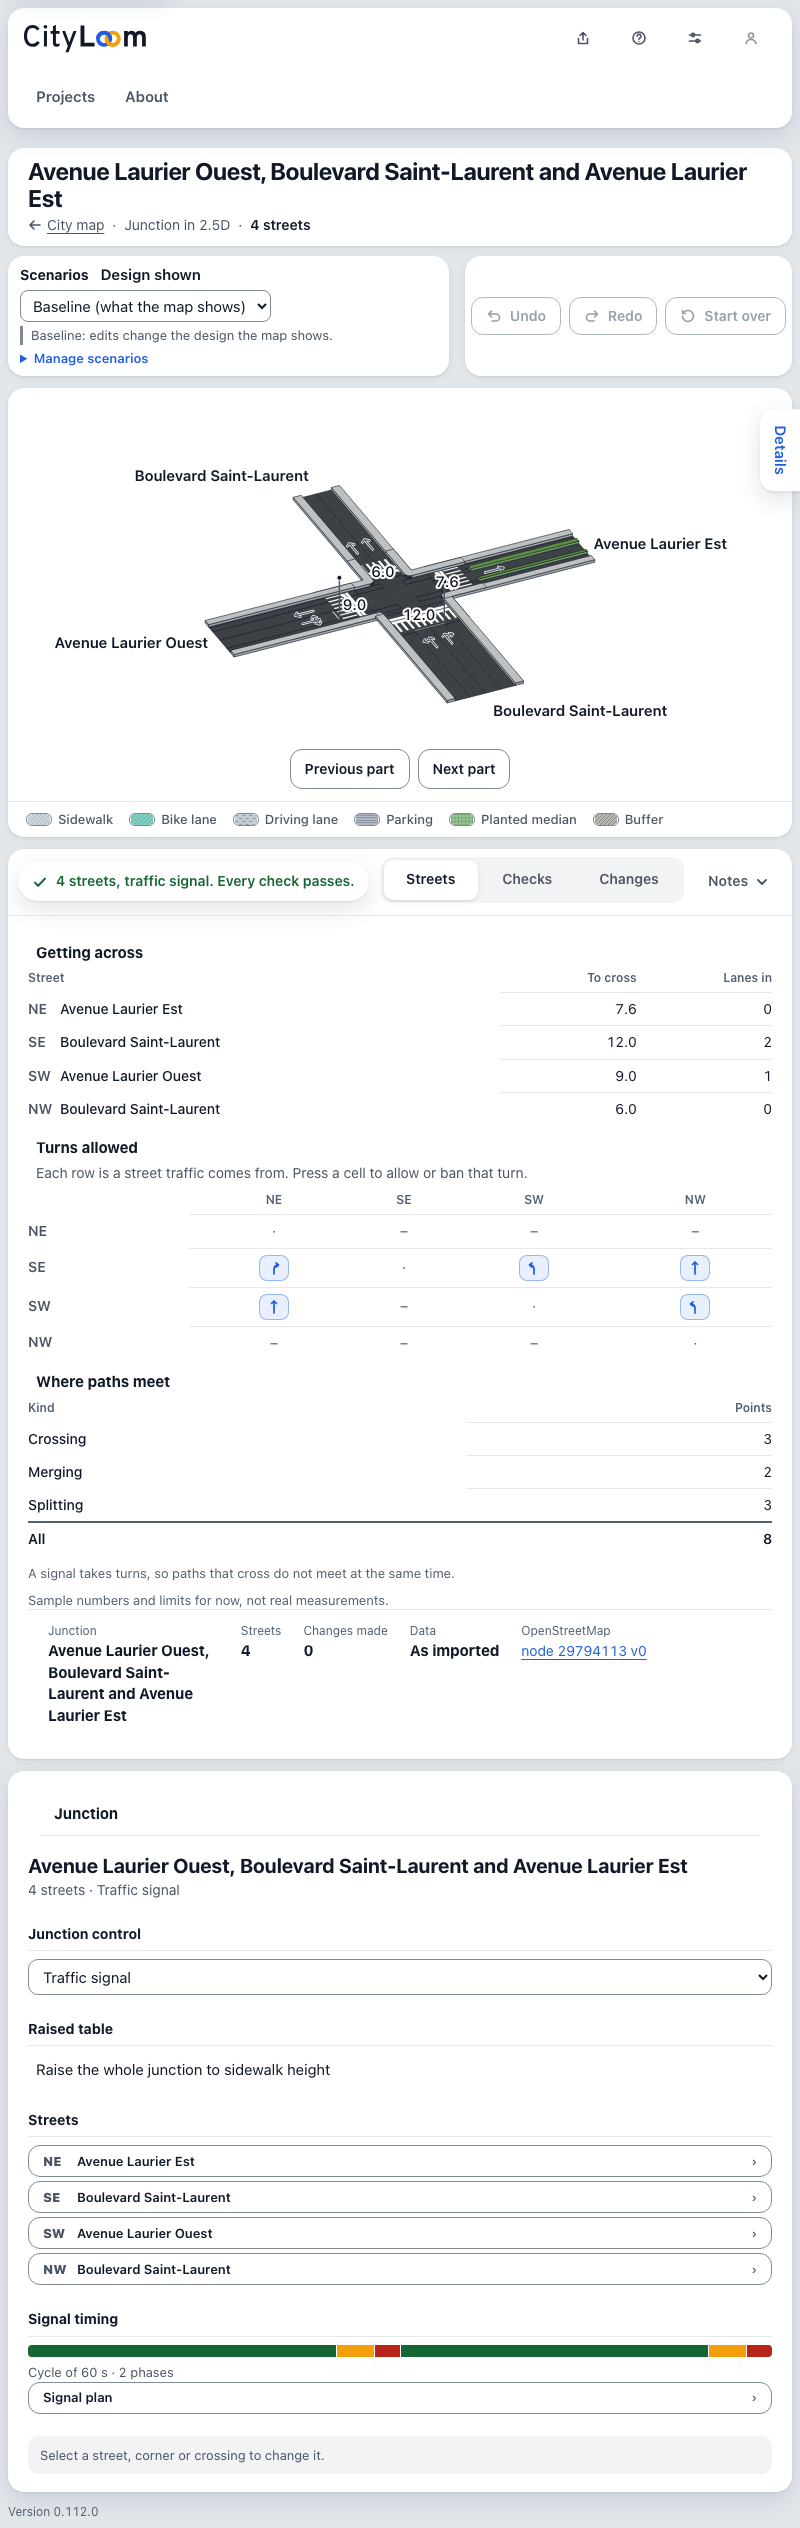 CityLoom
Projects About
Avenue Laurier Ouest, Boulevard Saint-Laurent and Avenue Laurier
Est
← City map · Junction in 2.5D · 4 streets
Scenarios Design shown
Baseline (what the map shows)
Baseline: edits change the design the map shows.
Manage scenarios
Undo Redo Start over
Details
Boulevard Saint-Laurent
Avenue Laurier Est
6.0
7.6
9.0
12.0
Avenue Laurier Ouest
Boulevard Saint-Laurent
Previous part Next part
Sidewalk Bike lane Driving lane Parking Planted median Buffer
4 streets, traffic signal. Every check passes. Streets Checks Changes Notes
Getting across
Street To cross Lanes in
NE Avenue Laurier Est 7.6 0
SE Boulevard Saint-Laurent 12.0 2
SW Avenue Laurier Ouest 9.0 1
NW Boulevard Saint-Laurent 6.0 0
Turns allowed
Each row is a street traffic comes from. Press a cell to allow or ban that turn.
NE SE SW NW
NE · – – –
SE ·
SW – ·
NW – – – ·
Where paths meet
Kind Points
Crossing 3
Merging 2
Splitting 3
All 8
A signal takes turns, so paths that cross do not meet at the same time.
Sample numbers and limits for now, not real measurements.
Junction Streets Changes made Data OpenStreetMap
Avenue Laurier Ouest, 4 0 As imported node 29794113 v0
Boulevard Saint-
Laurent and Avenue
Laurier Est
Junction
Avenue Laurier Ouest, Boulevard Saint-Laurent and Avenue Laurier Est
4 streets · Traffic signal
Junction control
Traffic signal
Raised table
Raise the whole junction to sidewalk height
Streets
NE Avenue Laurier Est ›
SE Boulevard Saint-Laurent ›
SW Avenue Laurier Ouest ›
NW Boulevard Saint-Laurent ›
Signal timing
Cycle of 60 s · 2 phases
Signal plan ›
Select a street, corner or crossing to change it.
Version 0.112.0